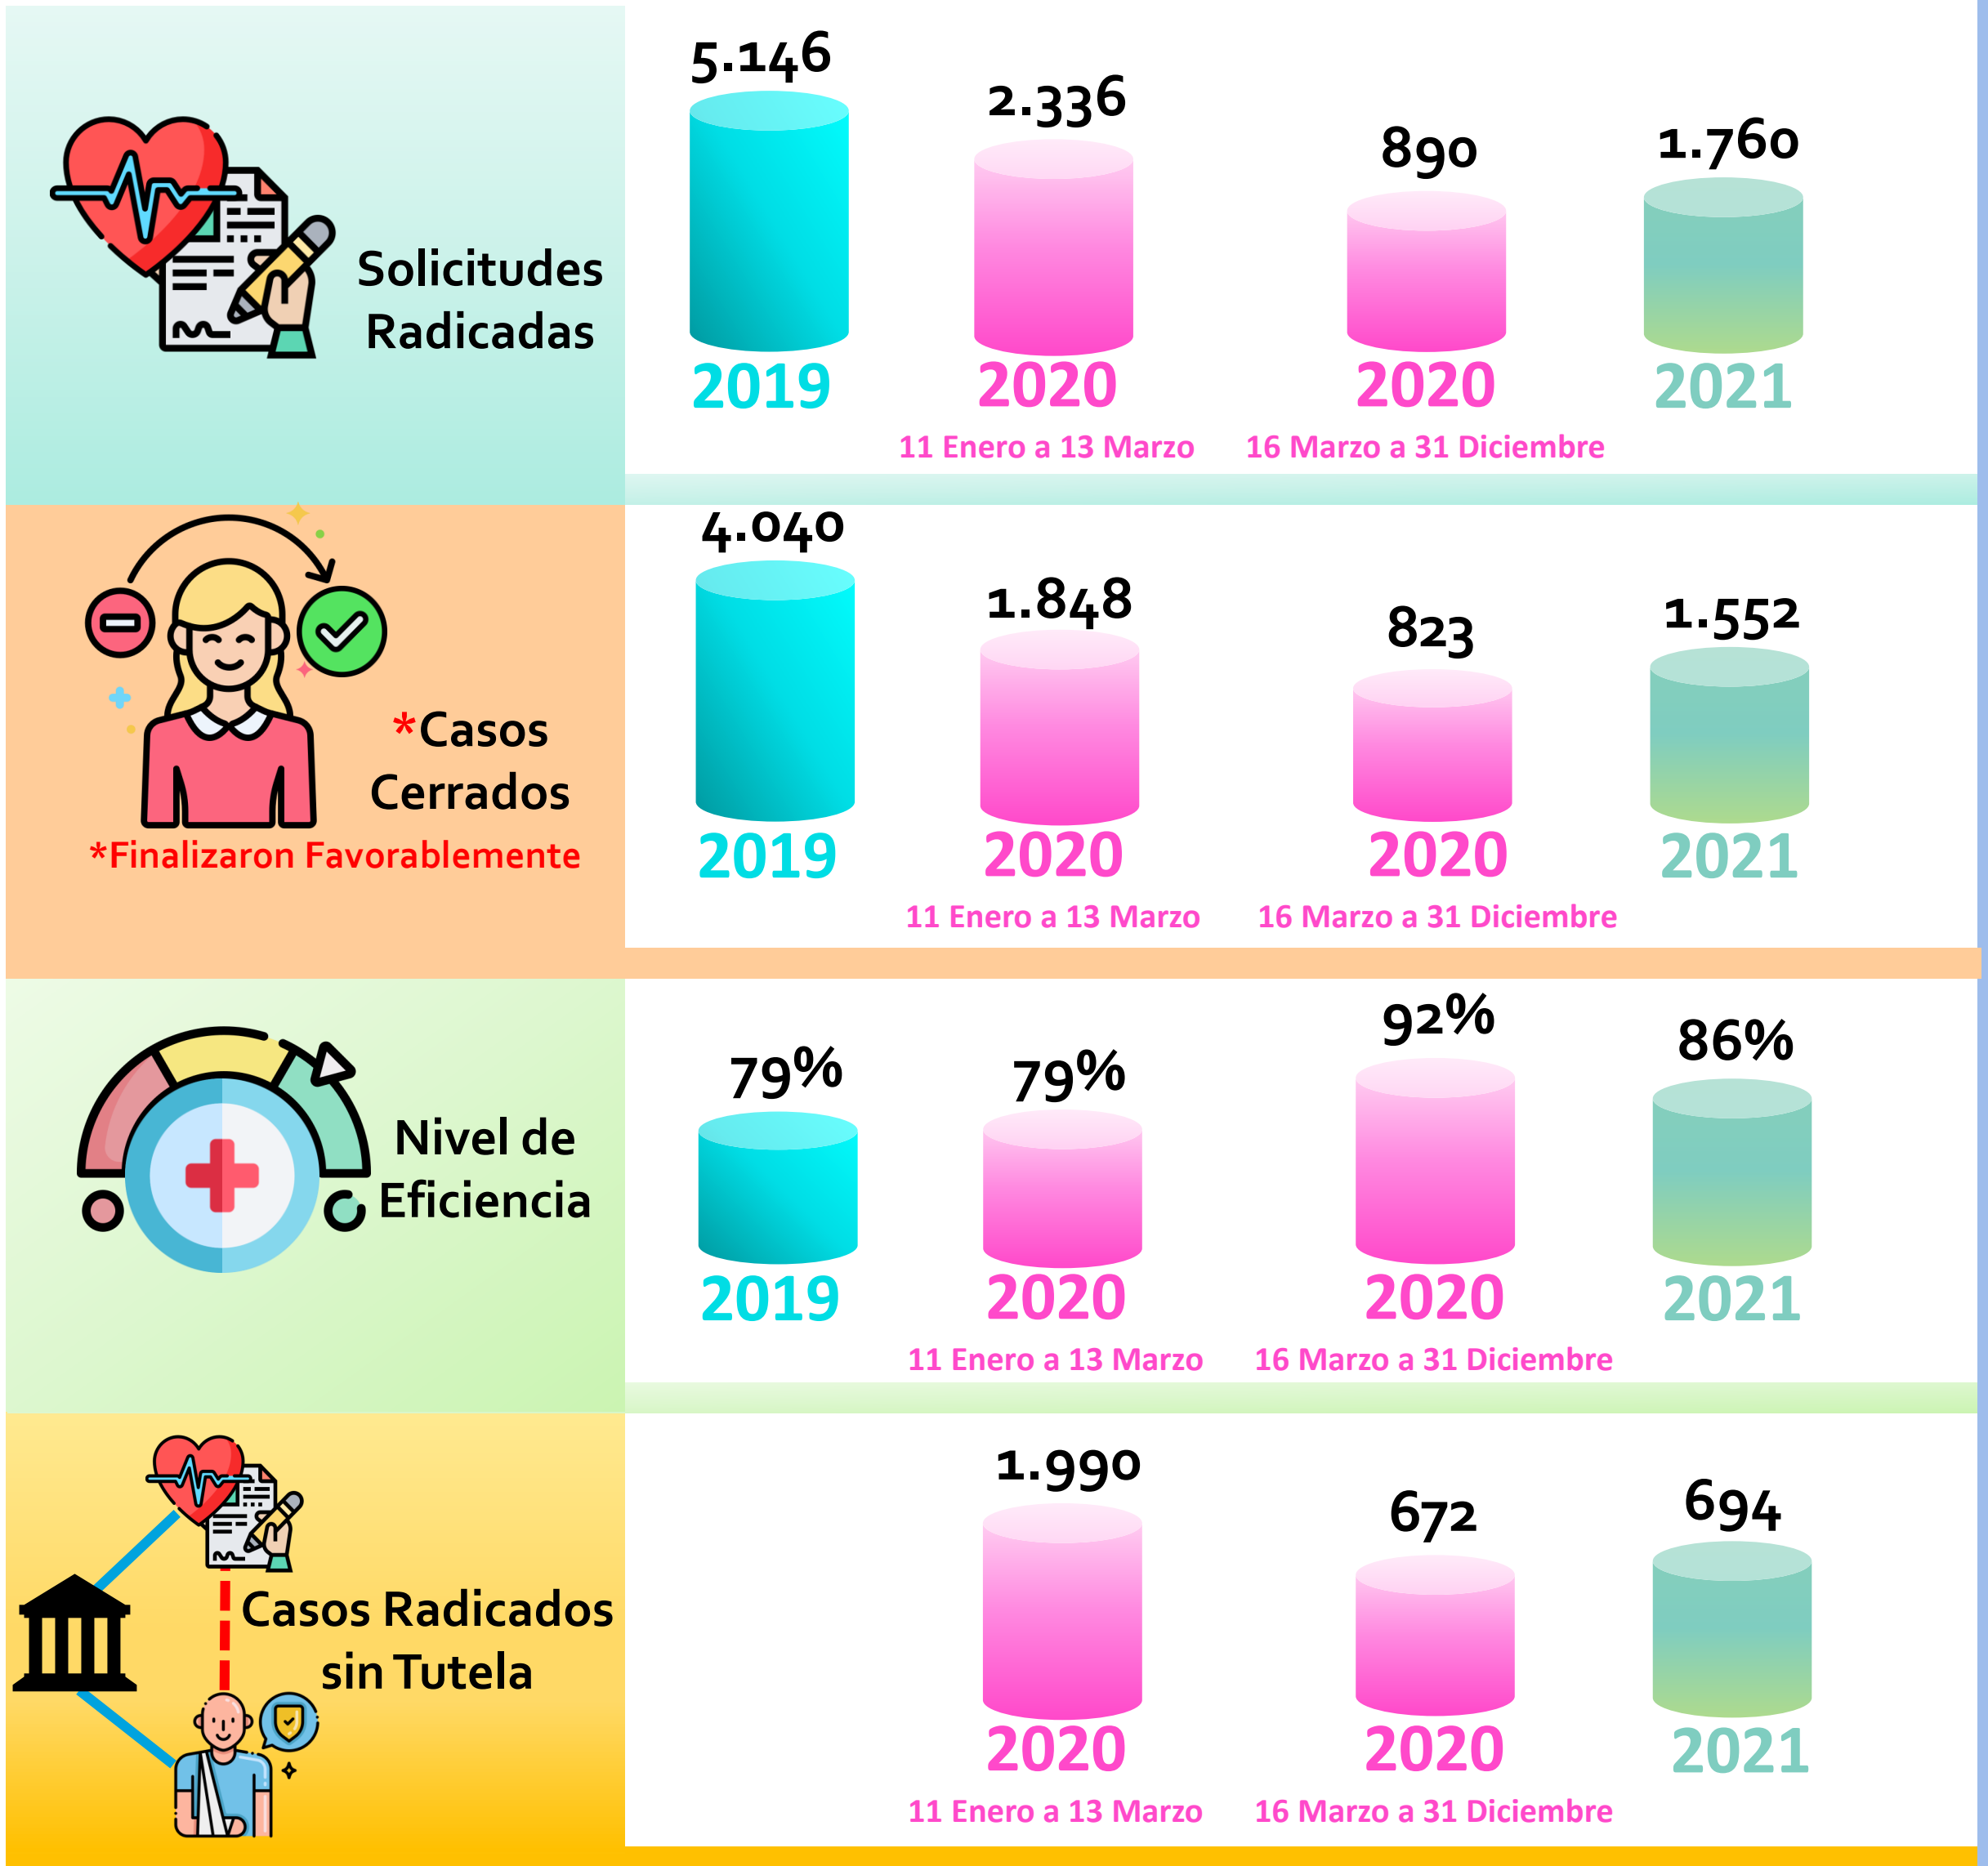 Solicitudes
Radicadas
5.146
2.336
890
1.760
2019
2020
2020
2021
11 Enero a 13 Marzo
16 Marzo a 31 Diciembre
*Casos
Cerrados
*Finalizaron Favorablemente
4.040
1.848
823
1.552
2019
2020
2020
2021
11 Enero a 13 Marzo
16 Marzo a 31 Diciembre
Nivel de
Eficiencia
79%
79%
92%
86%
2019
2020
2020
2021
11 Enero a 13 Marzo
16 Marzo a 31 Diciembre
Casos Radicados
sin Tutela
1.990
672
694
2020
2020
2021
11 Enero a 13 Marzo
16 Marzo a 31 Diciembre